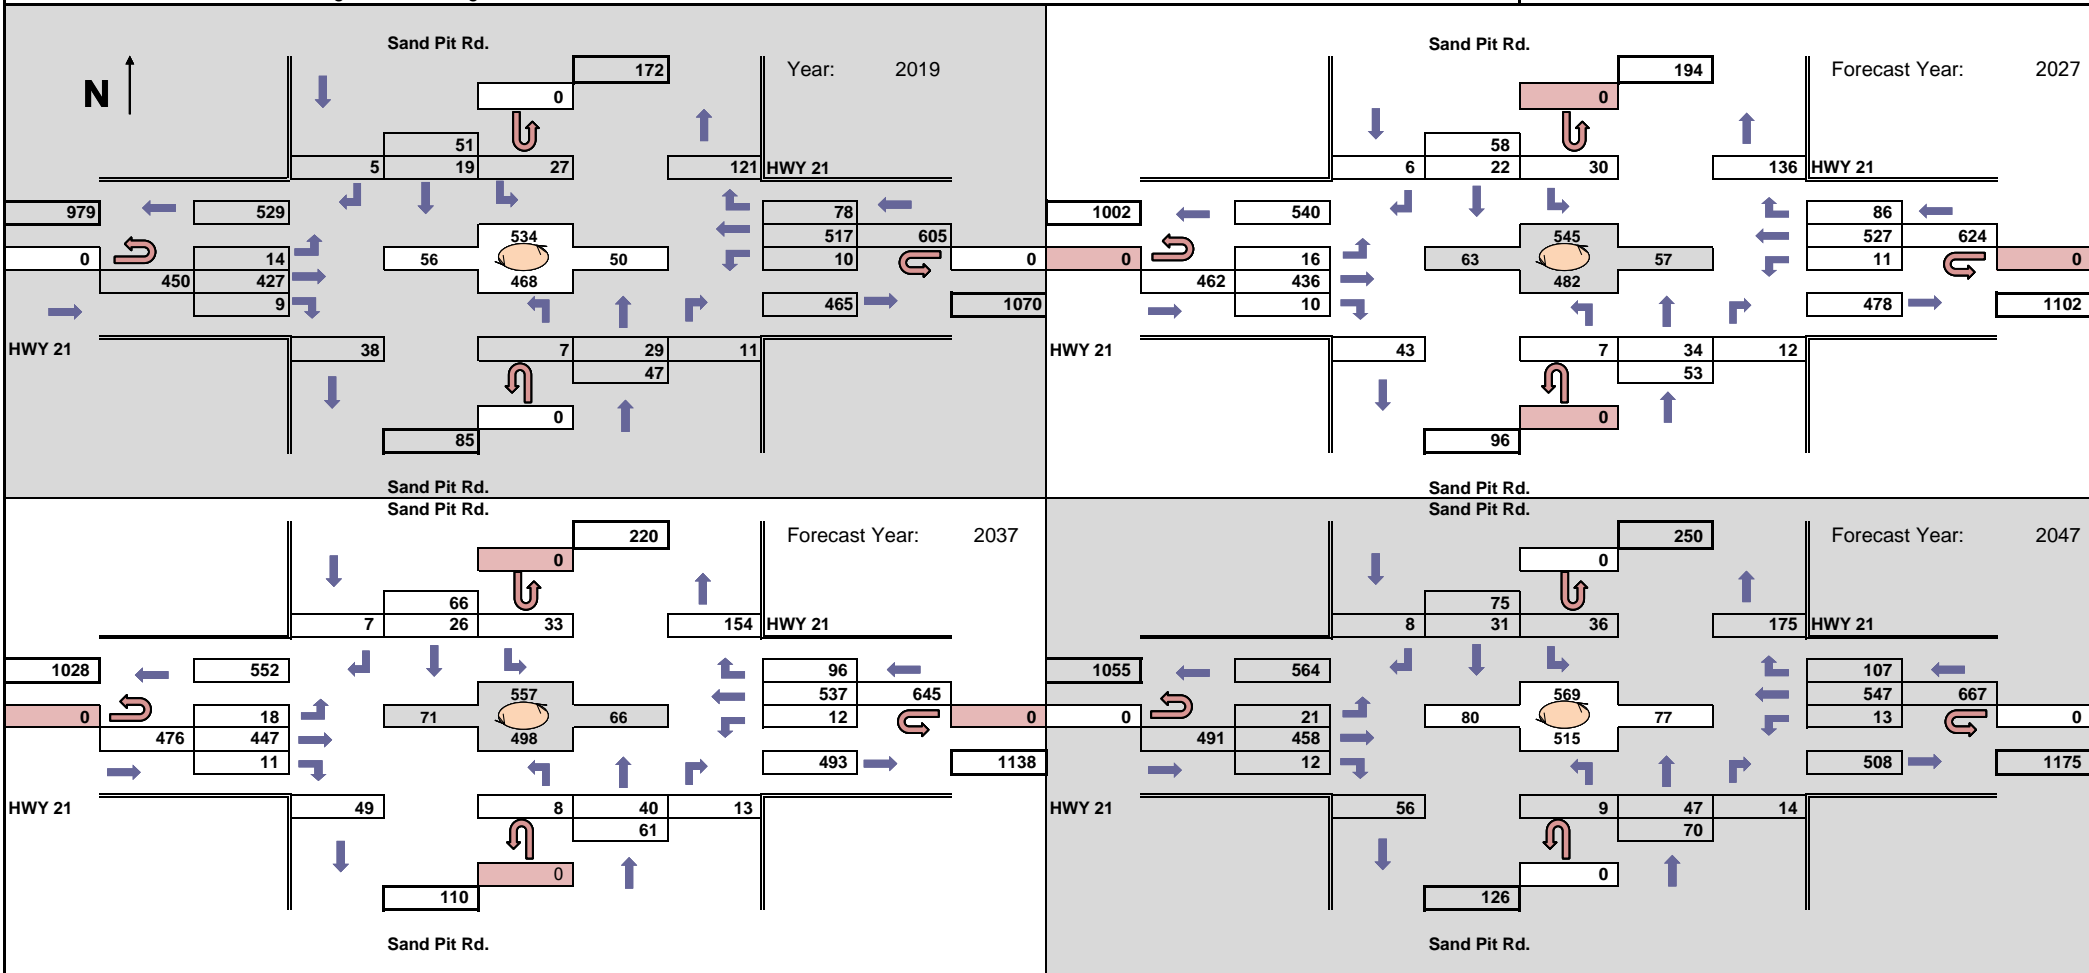 Sand Pit Rd.
172
Year: 2019
N
0
51
5 19 27 121 HWY 21
979 529 78
534 517 605
0 14 56 50 10 0
450 427 468
9 465 1070
HWY 21 38 7 29 11
47
0
85
Sand Pit Rd.
Sand Pit Rd.
194
Forecast Year: 2027
0
58
6 22 30 136 HWY 21
1002 540 86
545 527 624
0 16 63 57 11 0
462 436 482
10 478 1102
HWY 21 43 7 34 12
53
0
96
Sand Pit Rd.
Sand Pit Rd.
220
Forecast Year: 2037
0
66
7 26 33 154 HWY 21
1028 552 96
557 537 645
0 18 71 66 12 0
476 447 498
11 493 1138
HWY 21 49 8 40 13
61
0
110
Sand Pit Rd.
Sand Pit Rd.
250
Forecast Year: 2047
0
75
8 31 36 175 HWY 21
1055 564 107
569 547 667
0 21 80 77 13 0
491 458 515
12 508 1175
HWY 21 56 9 47 14
70
0
126
Sand Pit Rd.